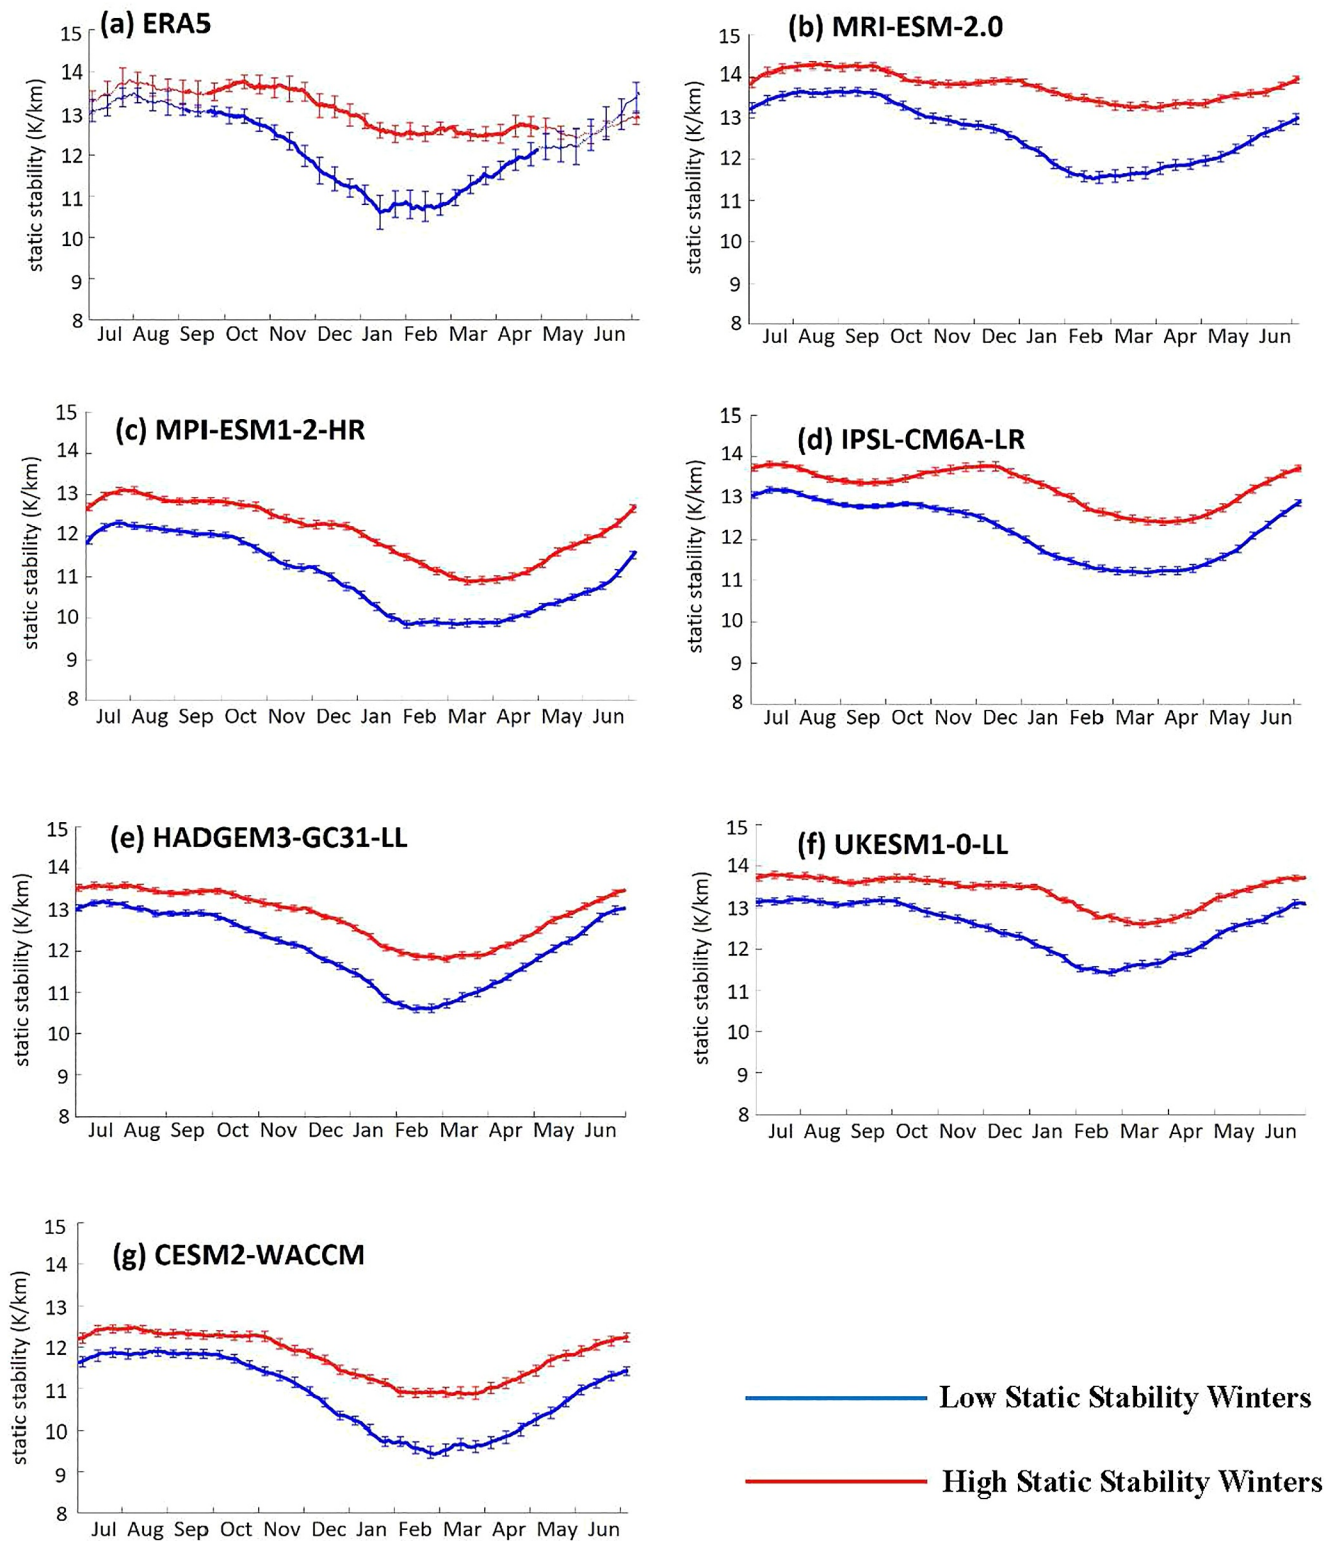 (a) ERA5
static stability (K/km)
15
14
13
12
11
10
9
8
Jul Aug Sep Oct Nov Dec Jan Feb Mar Apr May Jun
(b) MRI-ESM-2.0
static stability (K/km)
15
14
13
12
11
10
9
8
Jul Aug Sep Oct Nov Dec Jan Feb Mar Apr May Jun
(c) MPI-ESM1-2-HR
static stability (K/km)
15
14
13
12
11
10
9
8
Jul Aug Sep Oct Nov Dec Jan Feb Mar Apr May Jun
(d) IPSL-CM6A-LR
static stability (K/km)
15
14
13
12
11
10
9
8
Jul Aug Sep Oct Nov Dec Jan Feb Mar Apr May Jun
(e) HADGEM3-GC31-LL
static stability (K/km)
15
14
13
12
11
10
9
8
Jul Aug Sep Oct Nov Dec Jan Feb Mar Apr May Jun
(f) UKESM1-0-LL
static stability (K/km)
15
14
13
12
11
10
9
8
Jul Aug Sep Oct Nov Dec Jan Feb Mar Apr May Jun
(g) CESM2-WACCM
static stability (K/km)
15
14
13
12
11
10
9
8
Jul Aug Sep Oct Nov Dec Jan Feb Mar Apr May Jun
Low Static Stability Winters
High Static Stability Winters